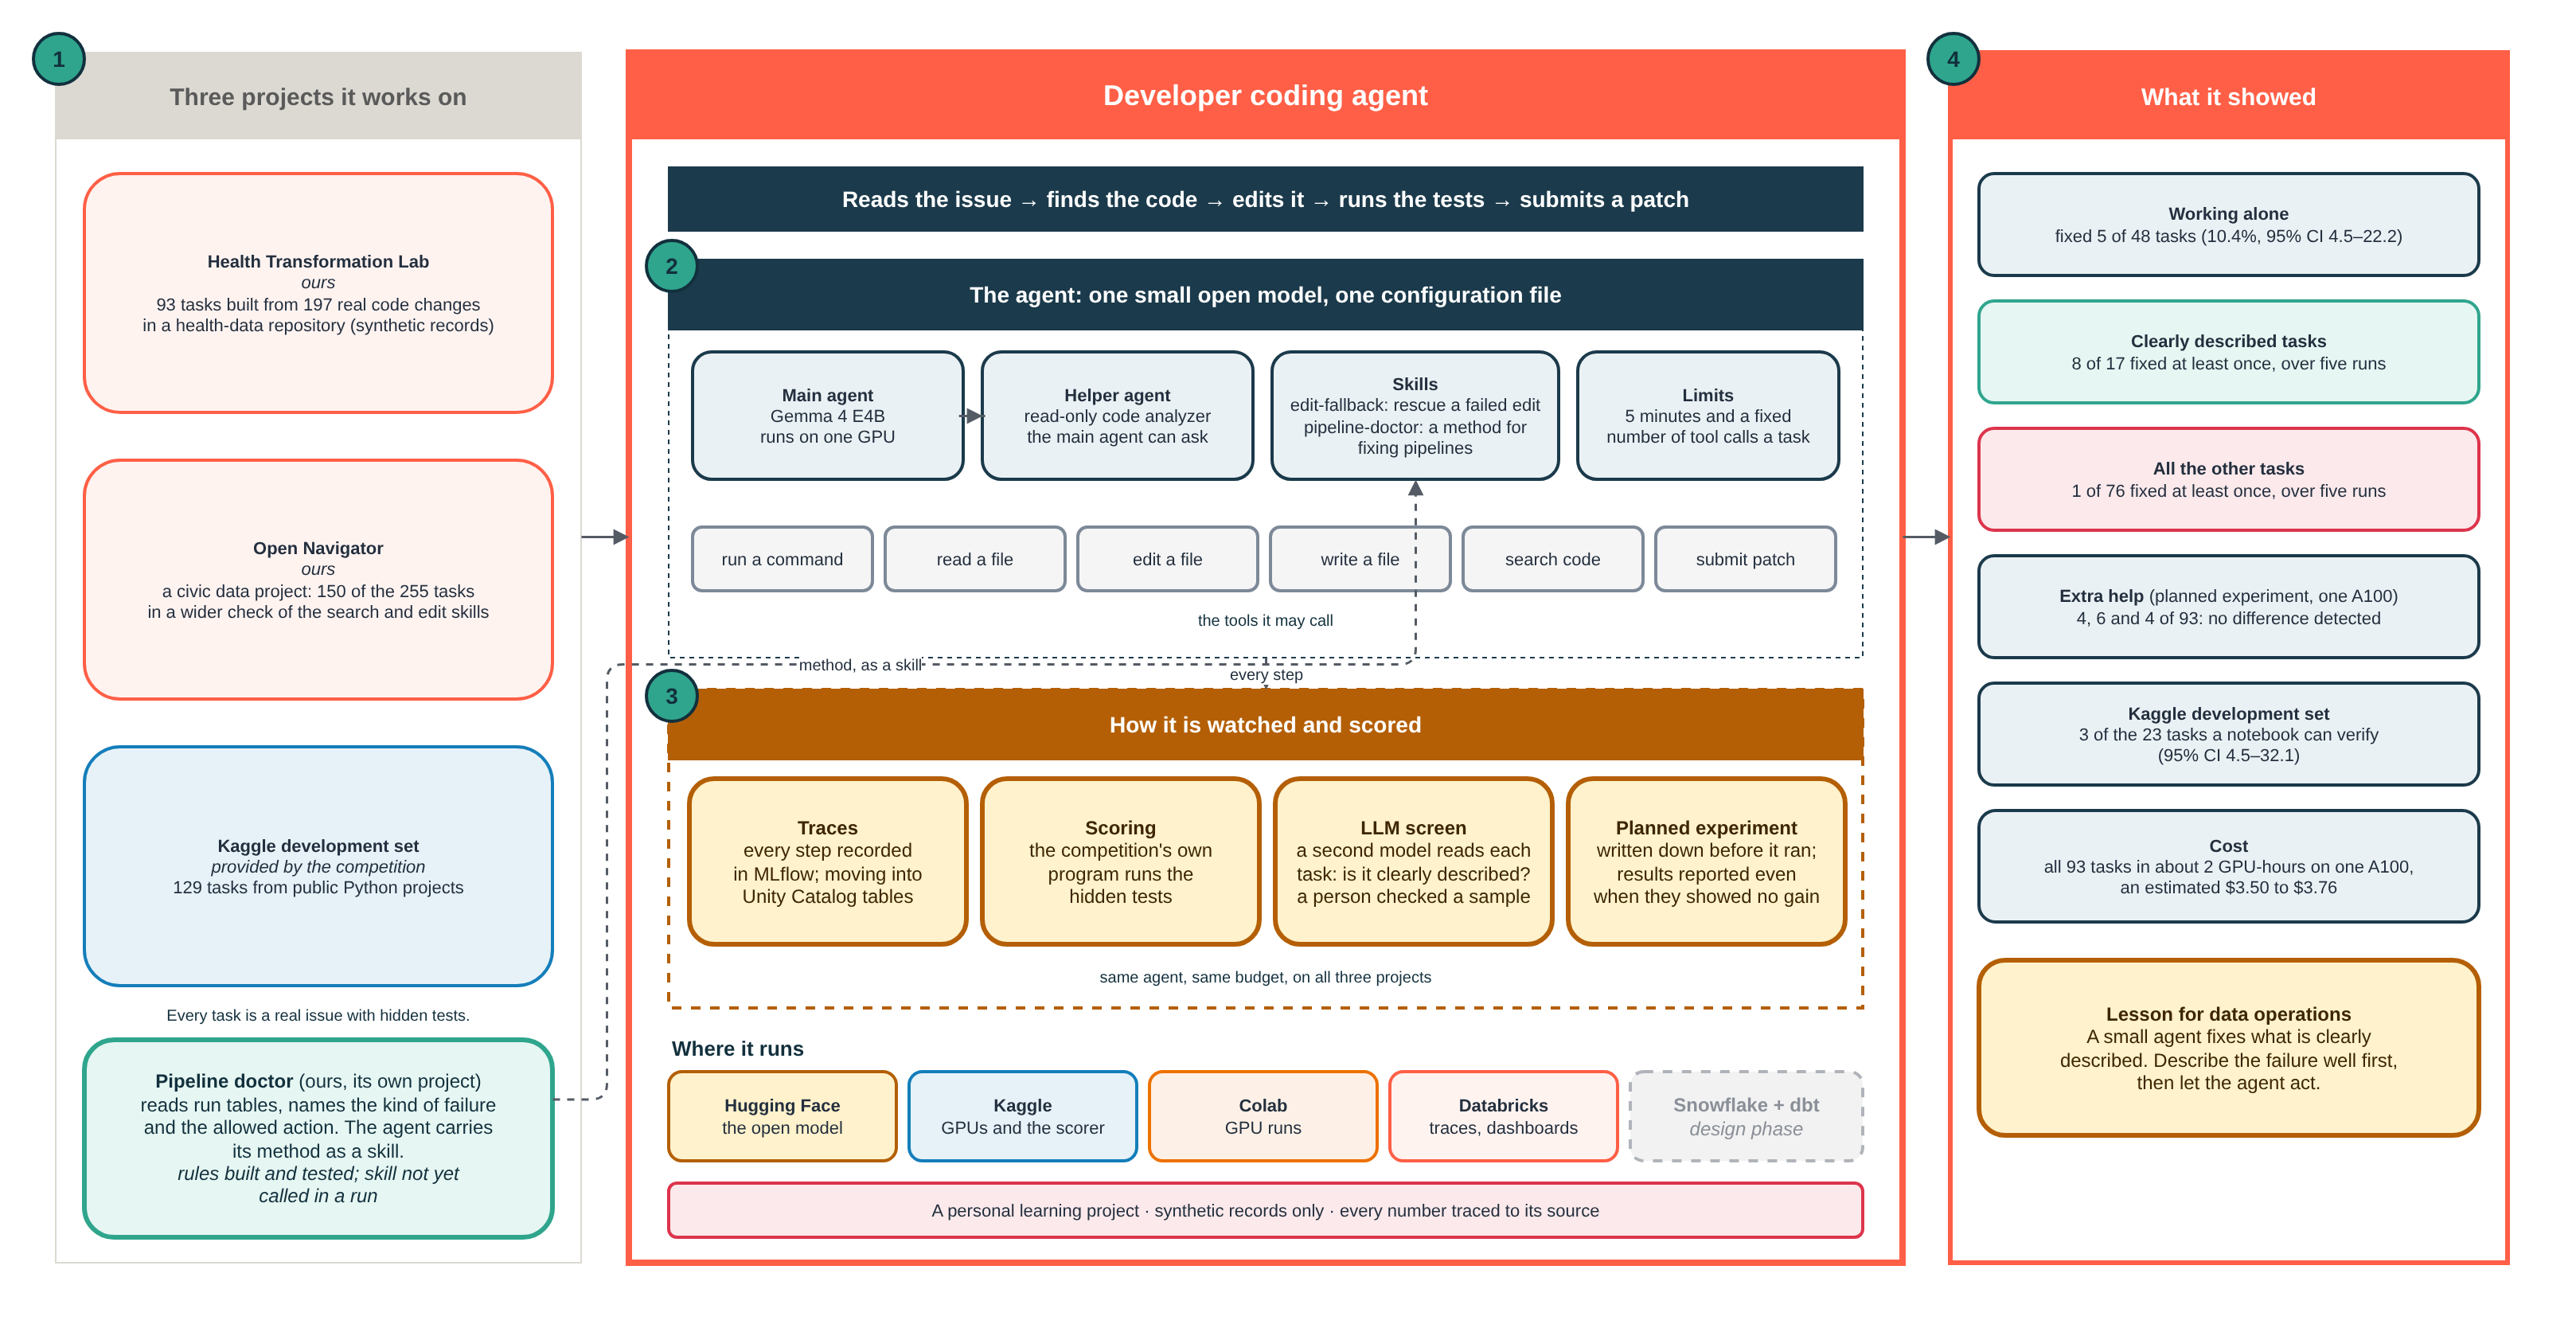 1
Three projects it works on
Health Transformation Lab
ours
93 tasks built from 197 real code changes
in a health-data repository (synthetic records)
Open Navigator
ours
a civic data project: 150 of the 255 tasks
in a wider check of the search and edit skills
Kaggle development set
provided by the competition
129 tasks from public Python projects
Every task is a real issue with hidden tests.
Pipeline doctor (ours, its own project)
reads run tables, names the kind of failure
and the allowed action. The agent carries
its method as a skill.
rules built and tested; skill not yet
called in a run
Developer coding agent
Reads the issue → finds the code → edits it → runs the tests → submits a patch
2
The agent: one small open model, one configuration file
Main agent
Gemma 4 E4B
runs on one GPU
Helper agent
read-only code analyzer
the main agent can ask
Skills
edit-fallback: rescue a failed edit
pipeline-doctor: a method for
fixing pipelines
Limits
5 minutes and a fixed
number of tool calls a task
run a command
read a file
edit a file
write a file
search code
submit patch
the tools it may call
method, as a skill
every step
3
How it is watched and scored
Traces
every step recorded
in MLflow; moving into
Unity Catalog tables
Scoring
the competition's own
program runs the
hidden tests
LLM screen
a second model reads each
task: is it clearly described?
a person checked a sample
Planned experiment
written down before it ran;
results reported even
when they showed no gain
same agent, same budget, on all three projects
Where it runs
Hugging Face
the open model
Kaggle
GPUs and the scorer
Colab
GPU runs
Databricks
traces, dashboards
Snowflake + dbt
design phase
A personal learning project · synthetic records only · every number traced to its source
4
What it showed
Working alone
fixed 5 of 48 tasks (10.4%, 95% CI 4.5–22.2)
Clearly described tasks
8 of 17 fixed at least once, over five runs
All the other tasks
1 of 76 fixed at least once, over five runs
Extra help (planned experiment, one A100)
4, 6 and 4 of 93: no difference detected
Kaggle development set
3 of the 23 tasks a notebook can verify
(95% CI 4.5–32.1)
Cost
all 93 tasks in about 2 GPU-hours on one A100,
an estimated $3.50 to $3.76
Lesson for data operations
A small agent fixes what is clearly
described. Describe the failure well first,
then let the agent act.